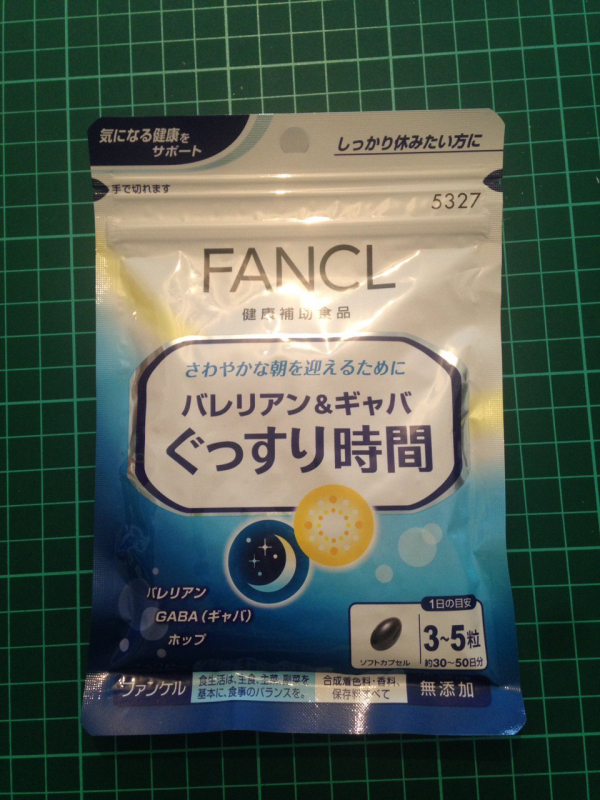 気になる健康を
サポート
しっかり休みたい方に
手で切れます
5327
FANCL
健康補助食品
さわやかな朝を迎えるために
バレリアン&ギャバ
ぐっすり時間
バレリアン
GABA(ギャバ)
ホップ
1日の目安
3~5粒
ソフトカプセル
約30~50日分
ファンケル
食生活は、主食、主菜、副菜を
基本に、食事のバランスを。
合成着色料・香料、
保存料すべて
無添加